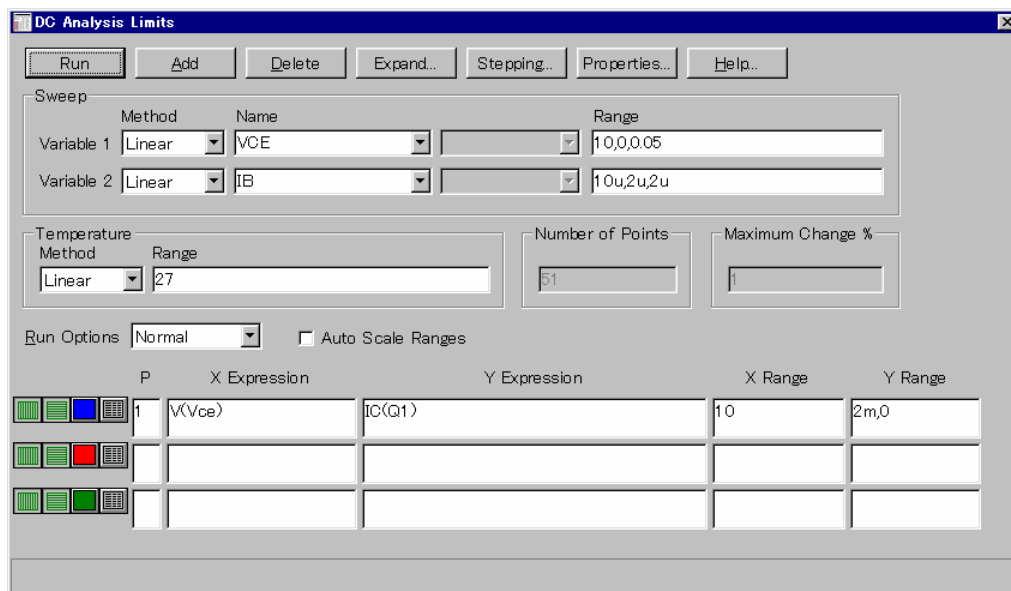 DC Analysis Limits
Run Add Delete Expand... Stepping... Properties... Help...
Sweep
Method Name Range
Variable 1 Linear VCE 10,0,0.05
Variable 2 Linear IB 10u,2u,2u
Temperature Number of Points Maximum Change %
Method Range
Linear 27 51 1
Run Options Normal Auto Scale Ranges
P X Expression Y Expression X Range Y Range
1 V(Vce) IC(Q1) 10 2m,0